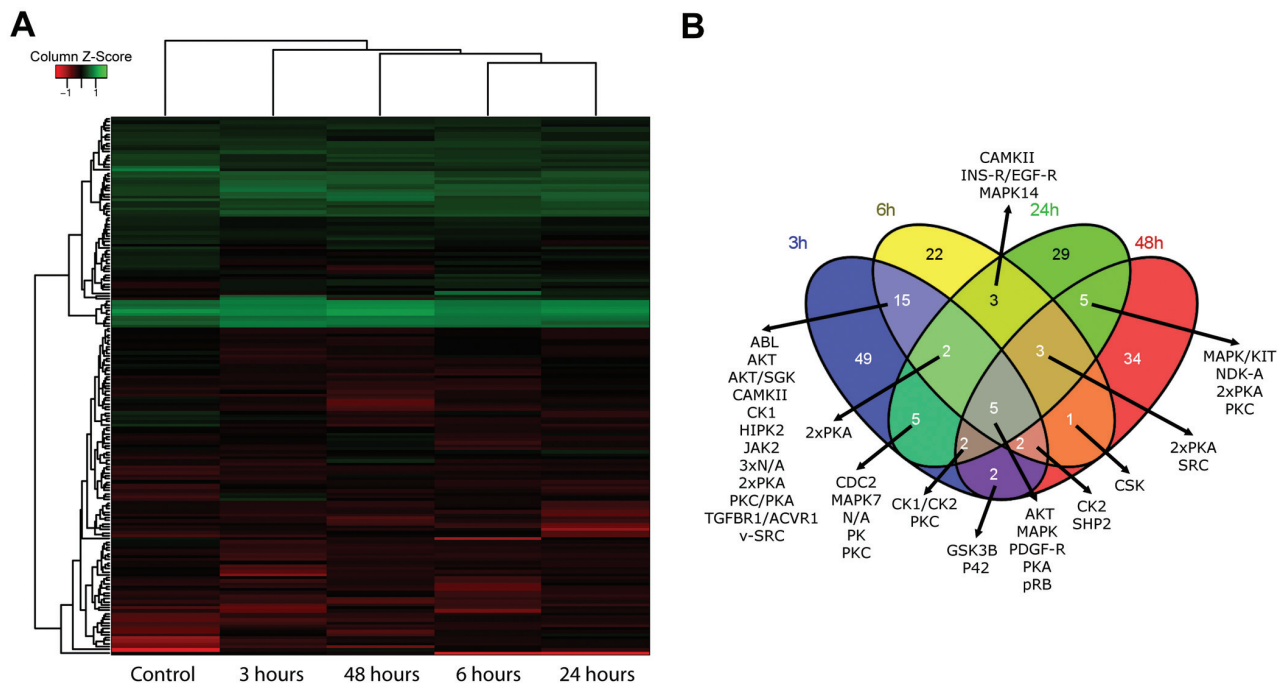 A
Column Z-Score
−1 1
Control 3 hours 48 hours 6 hours 24 hours
B
CAMKII
INS-R/EGF-R
MAPK14
6h 24h
3h 48h
22 29
15 3 5
49 2 3 34
5 5 1
2 2
2
ABL
AKT
AKT/SGK
CAMKII
CK1
HIPK2
JAK2
3xN/A
2xPKA
PKC/PKA
TGFBR1/ACVR1
v-SRC
2xPKA
CDC2
MAPK7
N/A
PK
PKC
CK1/CK2
PKC
GSK3B
P42
AKT
MAPK
PDGF-R
PKA
pRB
CK2
SHP2
CSK
2xPKA
SRC
MAPK/KIT
NDK-A
2xPKA
PKC